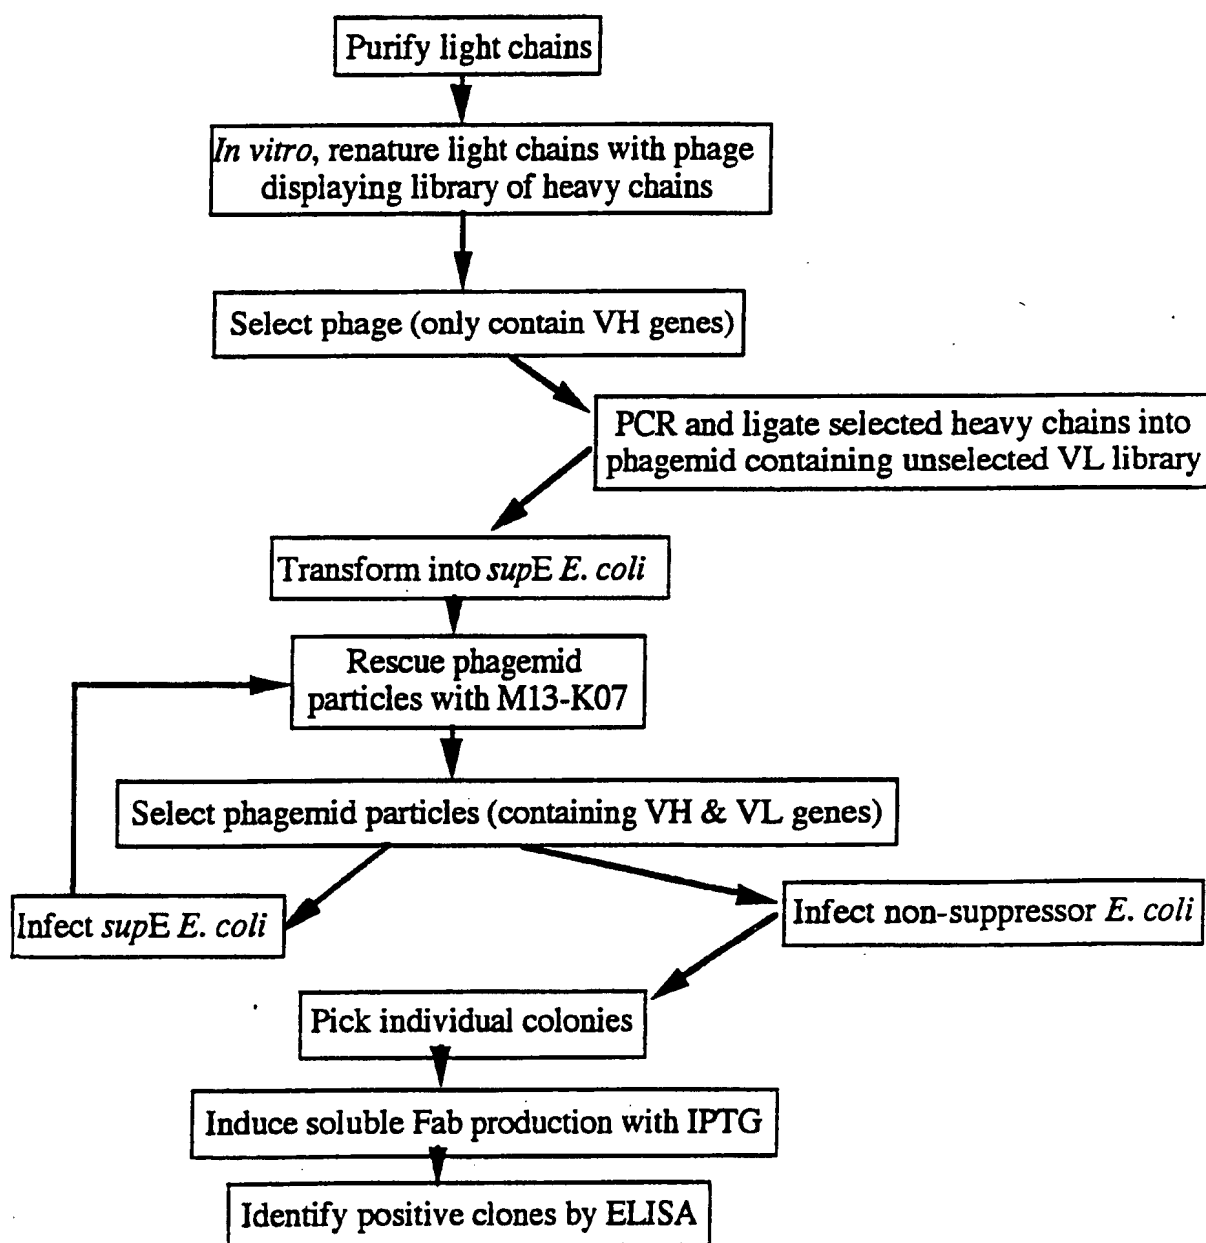 Purify light chains
In vitro, renature light chains with phage
displaying library of heavy chains
Select phage (only contain VH genes)
PCR and ligate selected heavy chains into
phagemid containing unselected VL library
Transform into supE E. coli
Rescue phagemid
particles with M13-K07
Select phagemid particles (containing VH & VL genes)
Infect supE E. coli
Infect non-suppressor E. coli
Pick individual colonies
Induce soluble Fab production with IPTG
Identify positive clones by ELISA